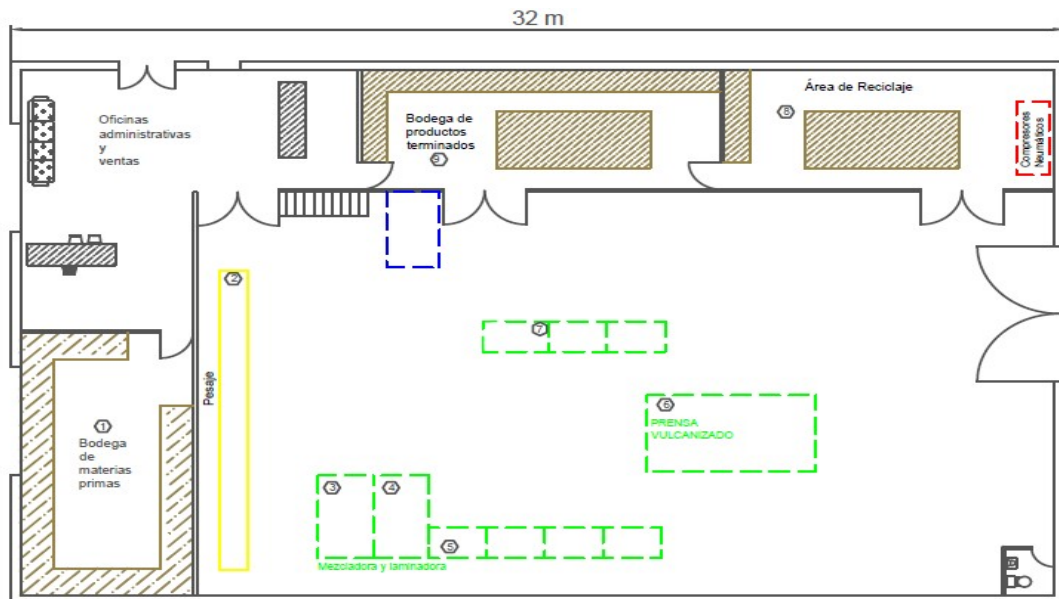 32 m
Oficinas
administrativas
y
ventas
Bodega de
productos
terminados
9
Área de Reciclaje
8
Compresores
Neumáticos
2
Pesaje
1
Bodega
de
materias
primas
7
6
PRENSA
VULCANIZADO
3
4
5
Mezcladora y laminadora